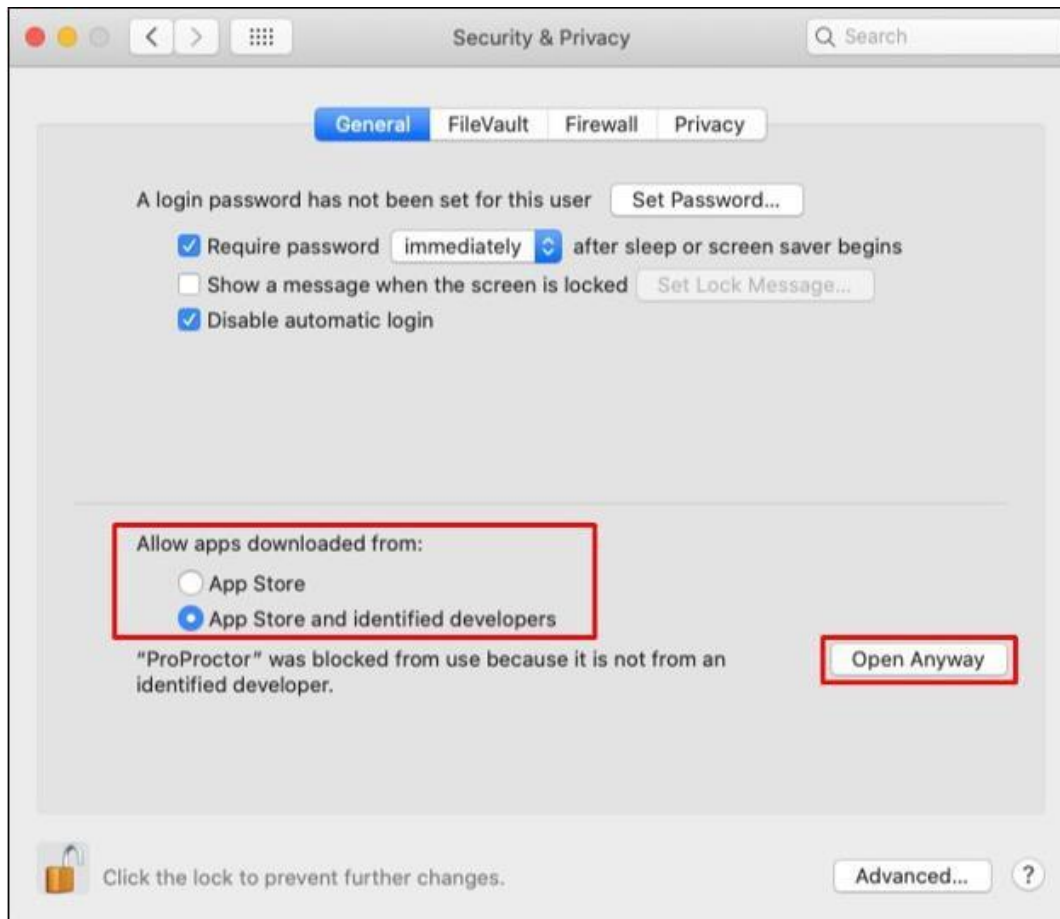 Security & Privacy
Search
General FileVault Firewall Privacy
A login password has not been set for this user Set Password...
Require password immediately after sleep or screen saver begins
Show a message when the screen is locked Set Lock Message...
Disable automatic login
Allow apps downloaded from:
App Store
App Store and identified developers
“ProProctor” was blocked from use because it is not from an Open Anyway
identified developer.
Click the lock to prevent further changes. Advanced... ?